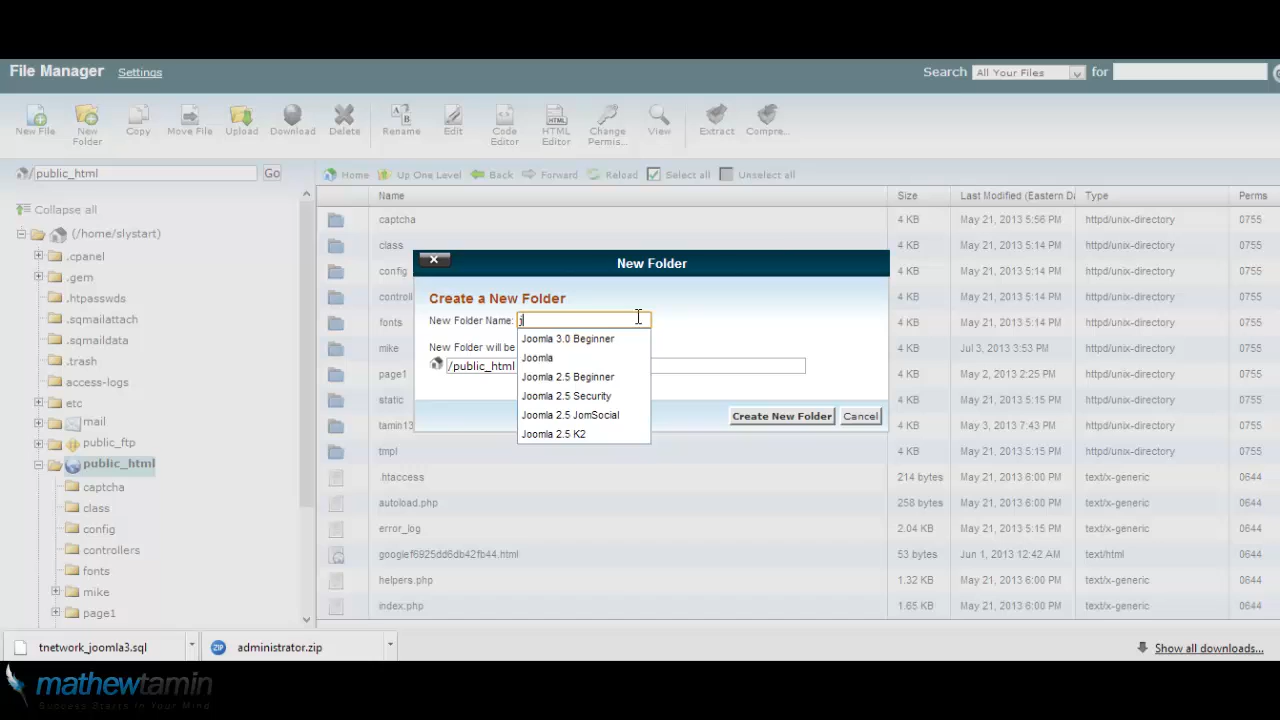 File Manager Settings
Search All Your Files for
New File New Folder Copy Move File Upload Download Delete Rename Edit Code Editor HTML Editor Change Permis... View Extract Compre...
/public_html Go
Home Up One Level Back Forward Reload Select all Unselect all
Collapse all
(/home/slystart)
.cpanel
.gem
.htpasswds
.sqmailattach
.sqmaildata
.trash
access-logs
etc
mail
public_ftp
public_html
captcha
class
config
controllers
fonts
mike
page1
Name Size Last Modified (Eastern Da Type Perms
captcha 4 KB May 21, 2013 5:56 PM httpd/unix-directory 0755
class 4 KB May 21, 2013 5:14 PM httpd/unix-directory 0755
config 4 KB May 21, 2013 5:14 PM httpd/unix-directory 0755
controll 4 KB May 21, 2013 5:14 PM httpd/unix-directory 0755
fonts 4 KB May 21, 2013 5:14 PM httpd/unix-directory 0755
mike 4 KB Jul 3, 2013 3:53 PM httpd/unix-directory 0755
page1 4 KB May 2, 2013 2:25 PM httpd/unix-directory 0755
static 4 KB May 21, 2013 5:14 PM httpd/unix-directory 0755
tamin13 4 KB May 3, 2013 7:43 PM httpd/unix-directory 0755
tmpl 4 KB May 21, 2013 5:14 PM httpd/unix-directory 0755
.htaccess 214 bytes May 21, 2013 6:00 PM text/x-generic 0644
autoload.php 258 bytes May 21, 2013 6:00 PM text/x-generic 0644
error_log 2.04 KB May 21, 2013 5:15 PM text/x-generic 0644
googlef6925dd6db42fb44.html 53 bytes Jun 1, 2013 12:42 AM text/html 0644
helpers.php 1.32 KB May 21, 2013 6:00 PM text/x-generic 0644
index.php 1.65 KB May 21, 2013 6:00 PM text/x-generic 0644
New Folder
Create a New Folder
New Folder Name: j
Joomla 3.0 Beginner
Joomla
Joomla 2.5 Beginner
Joomla 2.5 Security
Joomla 2.5 JomSocial
Joomla 2.5 K2
New Folder will be
/public_html
Create New Folder Cancel
tnetwork_joomla3.sql ZIP administrator.zip Show all downloads...
mathewtamin
Success Starts In Your Mind